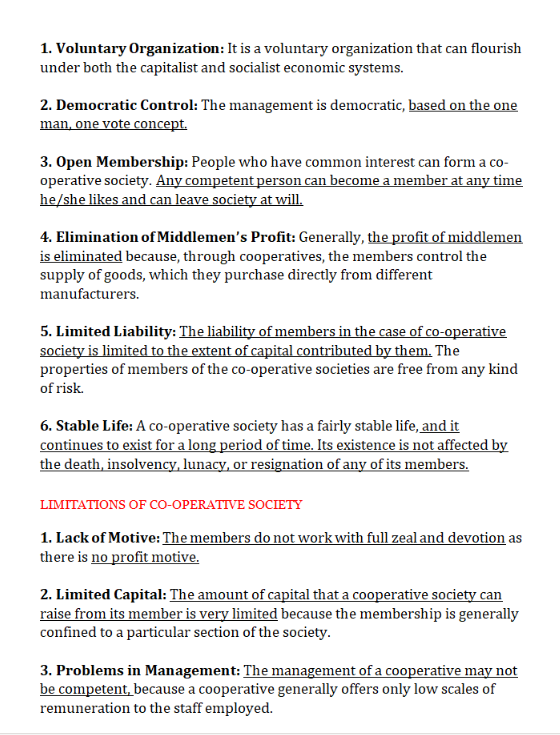 1. Voluntary Organization: It is a voluntary organization that can flourish
under both the capitalist and socialist economic systems.
2. Democratic Control: The management is democratic, based on the one
man, one vote concept.
3. Open Membership: People who have common interest can form a co-
operative society. Any competent person can become a member at any time
he/she likes and can leave society at will.
4. Elimination of Middlemen's Profit: Generally, the profit of middlemen
is eliminated because, through cooperatives, the members control the
supply of goods, which they purchase directly from different
manufacturers.
5. Limited Liability: The liability of members in the case of co-operative
society is limited to the extent of capital contributed by them. The
properties of members of the co-operative societies are free from any kind
of risk.
6. Stable Life: A co-operative society has a fairly stable life, and it
continues to exist for a long period of time. Its existence is not affected by
the death, insolvency, lunacy, or resignation of any of its members.
LIMITATIONS OF CO-OPERATIVE SOCIETY
1. Lack of Motive: The members do not work with full zeal and devotion as
there is no profit motive.
2. Limited Capital: The amount of capital that a cooperative society can
raise from its member is very limited because the membership is generally
confined to a particular section of the society.
3. Problems in Management: The management of a cooperative may not
be competent, because a cooperative generally offers only low scales of
remuneration to the staff employed.